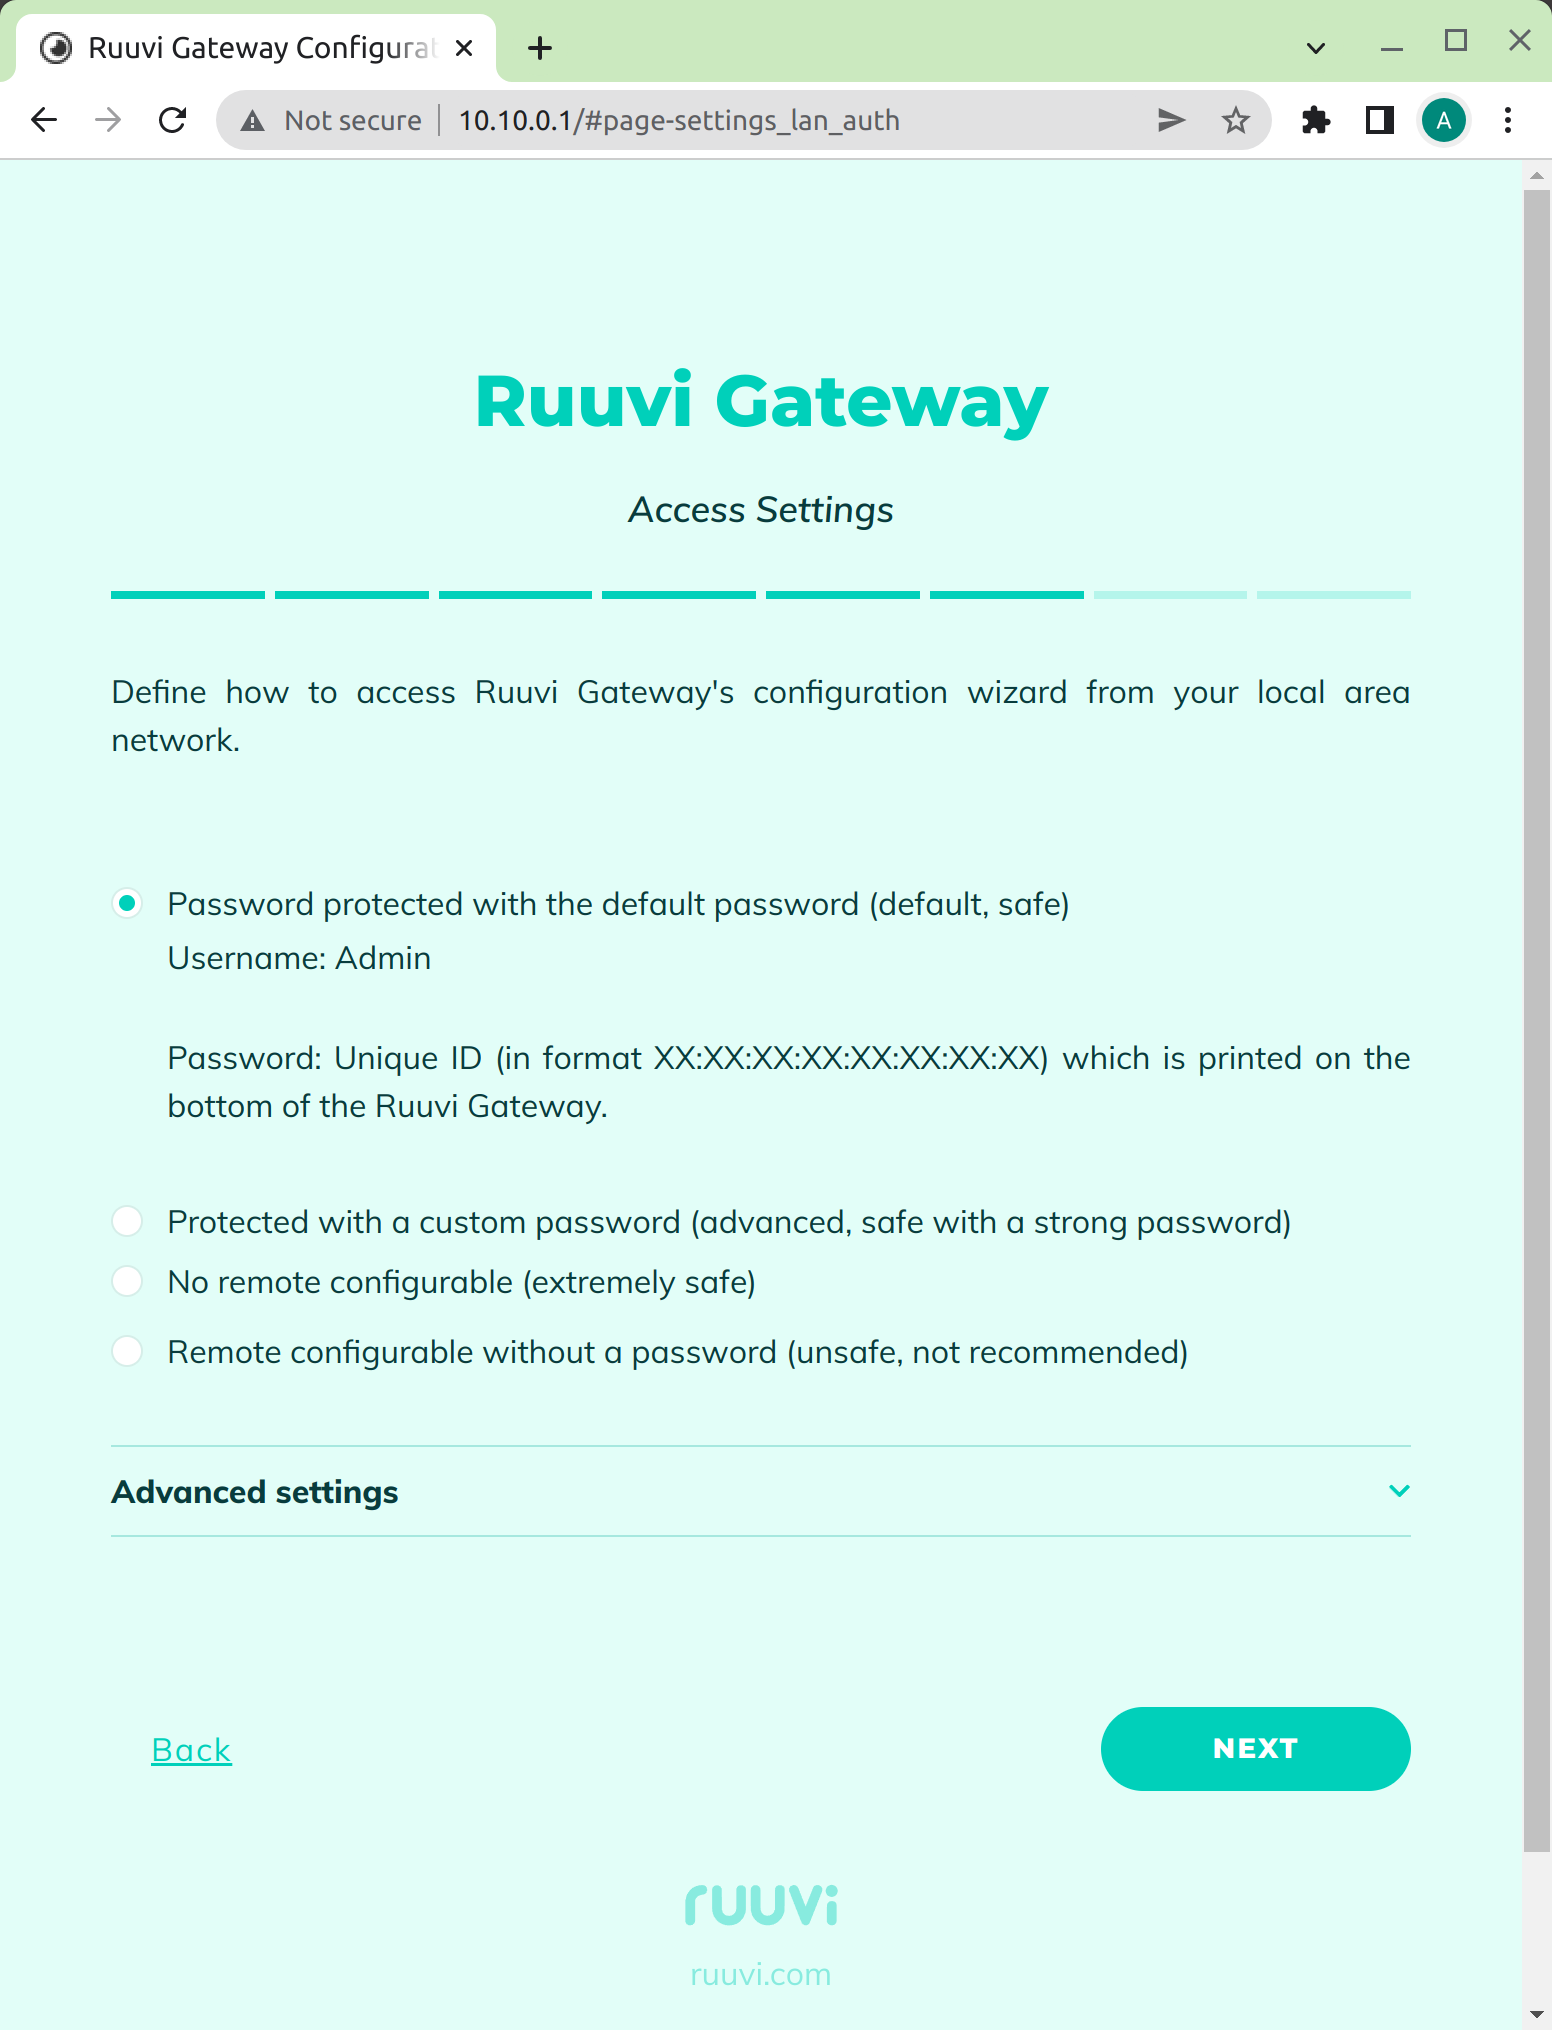 Ruuvi Gateway Configurat
Not secure
10.10.0.1/#page-settings_lan_auth
A
Ruuvi Gateway
Access Settings
Define how to access Ruuvi Gateway's configuration wizard from your local area
network.
Password protected with the default password (default, safe)
Username: Admin
Password: Unique ID (in format XX:XX:XX:XX:XX:XX:XX:XX) which is printed on the
bottom of the Ruuvi Gateway.
Protected with a custom password (advanced, safe with a strong password)
No remote configurable (extremely safe)
Remote configurable without a password (unsafe, not recommended)
Advanced settings
Back
NEXT
ruuvi
ruuvi.com